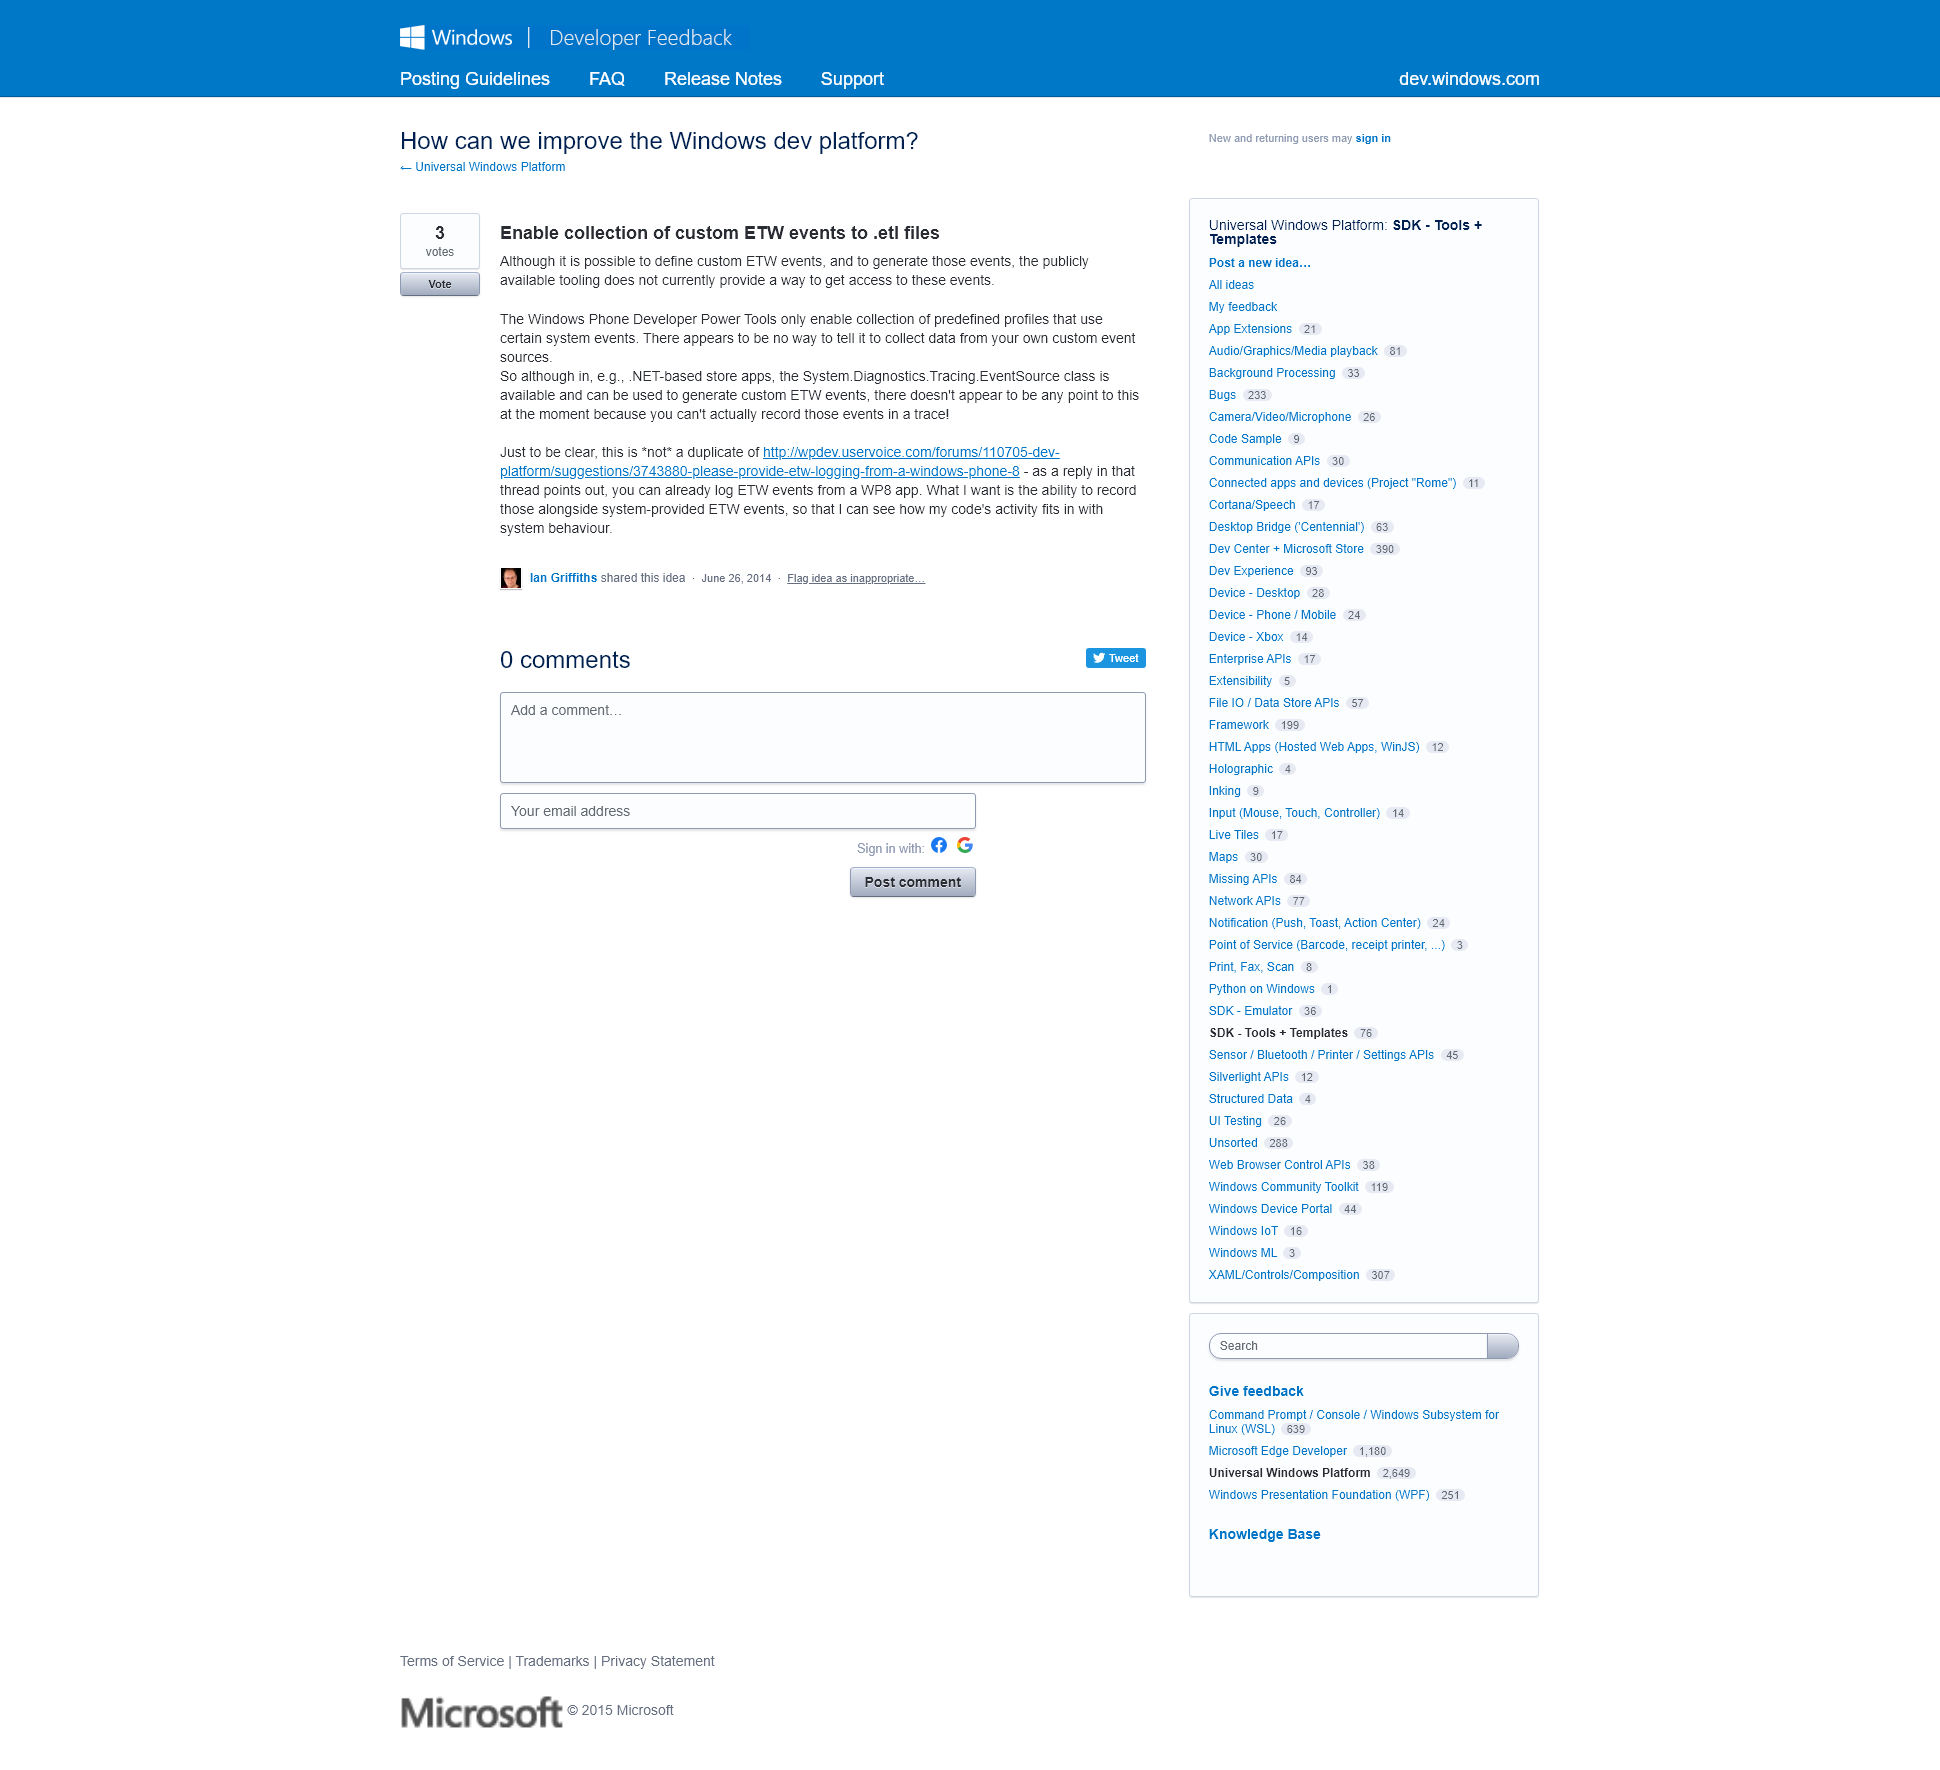 Windows | Developer Feedback
Posting Guidelines FAQ Release Notes Support dev.windows.com
How can we improve the Windows dev platform?
← Universal Windows Platform
New and returning users may sign in
3
votes
Vote
Enable collection of custom ETW events to .etl files
Although it is possible to define custom ETW events, and to generate those events, the publicly
available tooling does not currently provide a way to get access to these events.
The Windows Phone Developer Power Tools only enable collection of predefined profiles that use
certain system events. There appears to be no way to tell it to collect data from your own custom event
sources.
So although in, e.g., .NET-based store apps, the System.Diagnostics.Tracing.EventSource class is
available and can be used to generate custom ETW events, there doesn't appear to be any point to this
at the moment because you can't actually record those events in a trace!
Just to be clear, this is *not* a duplicate of http://wpdev.uservoice.com/forums/110705-dev-
platform/suggestions/3743880-please-provide-etw-logging-from-a-windows-phone-8 - as a reply in that
thread points out, you can already log ETW events from a WP8 app. What I want is the ability to record
those alongside system-provided ETW events, so that I can see how my code's activity fits in with
system behaviour.
Ian Griffiths shared this idea · June 26, 2014 · Flag idea as inappropriate…
0 comments
Tweet
Add a comment…
Your email address
Sign in with:
Post comment
Universal Windows Platform: SDK - Tools +
Templates
Post a new idea…
All ideas
My feedback
App Extensions 21
Audio/Graphics/Media playback 81
Background Processing 33
Bugs 233
Camera/Video/Microphone 26
Code Sample 9
Communication APIs 30
Connected apps and devices (Project "Rome") 11
Cortana/Speech 17
Desktop Bridge ('Centennial') 63
Dev Center + Microsoft Store 390
Dev Experience 93
Device - Desktop 28
Device - Phone / Mobile 24
Device - Xbox 14
Enterprise APIs 17
Extensibility 5
File IO / Data Store APIs 57
Framework 199
HTML Apps (Hosted Web Apps, WinJS) 12
Holographic 4
Inking 9
Input (Mouse, Touch, Controller) 14
Live Tiles 17
Maps 30
Missing APIs 84
Network APIs 77
Notification (Push, Toast, Action Center) 24
Point of Service (Barcode, receipt printer, ...) 3
Print, Fax, Scan 8
Python on Windows 1
SDK - Emulator 36
SDK - Tools + Templates 76
Sensor / Bluetooth / Printer / Settings APIs 45
Silverlight APIs 12
Structured Data 4
UI Testing 26
Unsorted 288
Web Browser Control APIs 38
Windows Community Toolkit 119
Windows Device Portal 44
Windows IoT 16
Windows ML 3
XAML/Controls/Composition 307
Search
Give feedback
Command Prompt / Console / Windows Subsystem for
Linux (WSL) 639
Microsoft Edge Developer 1,180
Universal Windows Platform 2,649
Windows Presentation Foundation (WPF) 251
Knowledge Base
Terms of Service | Trademarks | Privacy Statement
Microsoft © 2015 Microsoft